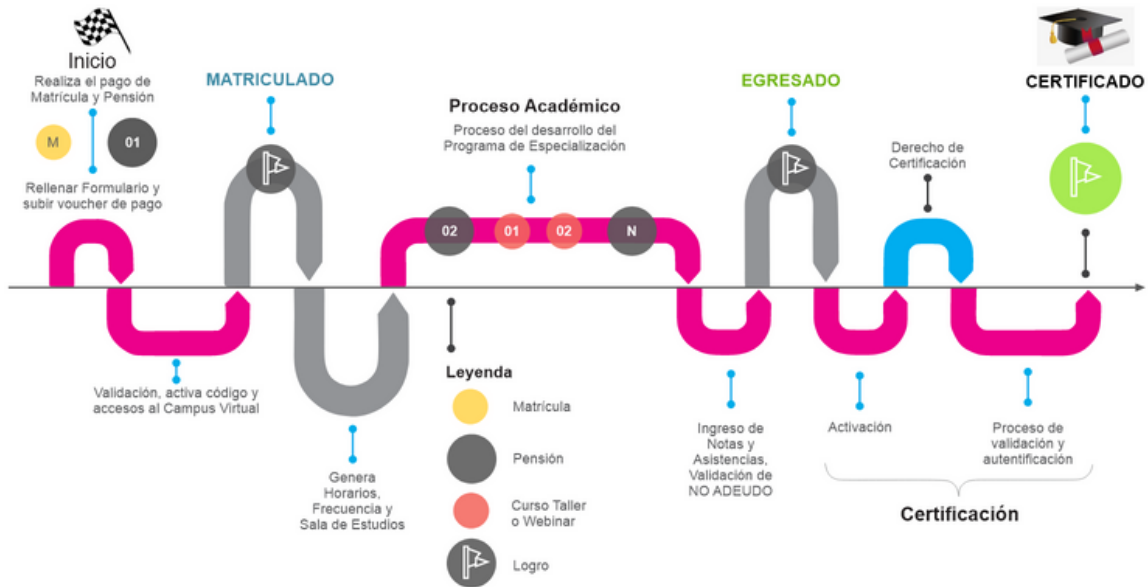 Inicio
Realiza el pago de
Matrícula y Pensión
M
01
Rellenar Formulario y
subir voucher de pago
Validación, activa código y
accesos al Campus Virtual
MATRICULADO
Genera
Horarios,
Frecuencia y
Sala de Estudios
Proceso Académico
Proceso del desarrollo del
Programa de Especialización
02
01
02
N
Leyenda
Matrícula
Pensión
Curso Taller
o Webinar
Logro
Ingreso de
Notas y
Asistencias,
Validación de
NO ADEUDO
EGRESADO
Activación
Derecho de
Certificación
Proceso de
validación y
autentificación
Certificación
CERTIFICADO